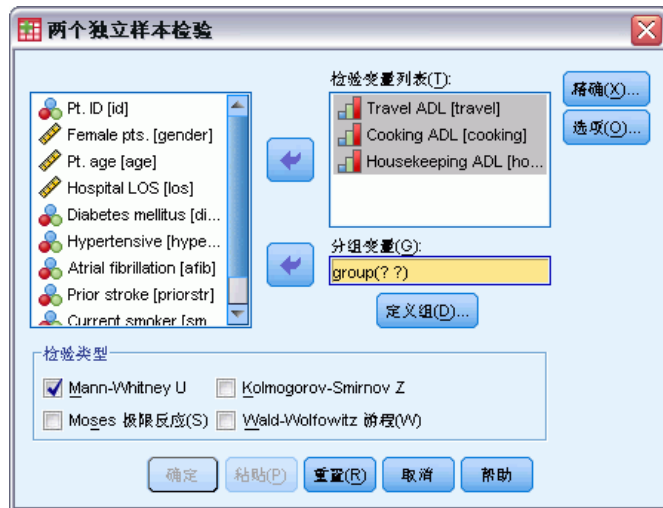 两个独立样本检验
检验变量列表(T):
Pt. ID [id]
Female pts. [gender]
Pt. age [age]
Hospital LOS [los]
Diabetes mellitus [di...
Hypertensive [hype...
Atrial fibrillation [afib]
Prior stroke [priorstr]
Current smoker [sm
Travel ADL [travel]
Cooking ADL [cooking]
Housekeeping ADL [ho...
精确(X)...
选项(O)...
分组变量(G):
group(? ?)
定义组(D)...
检验类型
Mann-Whitney U
Kolmogorov-Smirnov Z
Moses 极限反应(S)
Wald-Wolfowitz 游程(W)
确定
粘贴(P)
重置(R)
取消
帮助